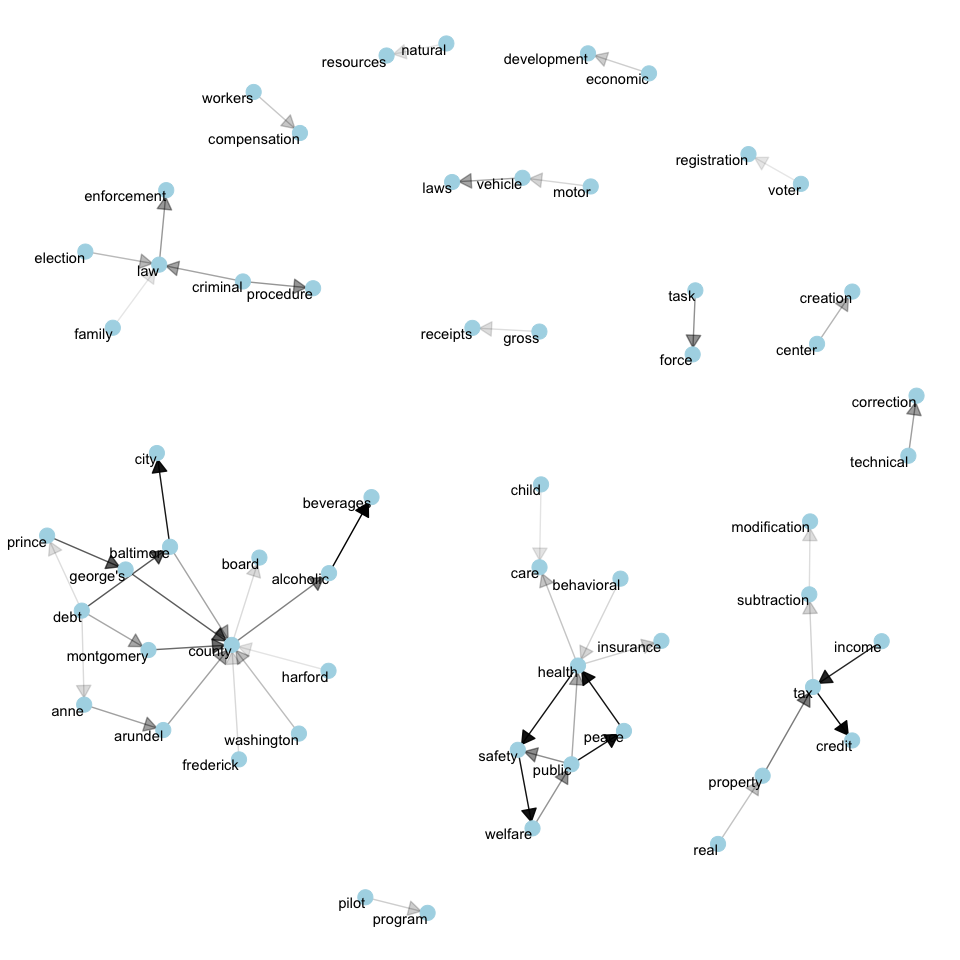 natural
resources
development
economic
workers
compensation
registration
voter
laws
vehicle
motor
enforcement
election
law
criminal
procedure
family
task
force
creation
center
receipts
gross
correction
technical
city
beverages
child
modification
prince
baltimore
george's
board
alcoholic
care
behavioral
subtraction
debt
montgomery
county
harford
insurance
health
income
tax
anne
arundel
washington
frederick
peace
safety
public
credit
property
welfare
real
pilot
program